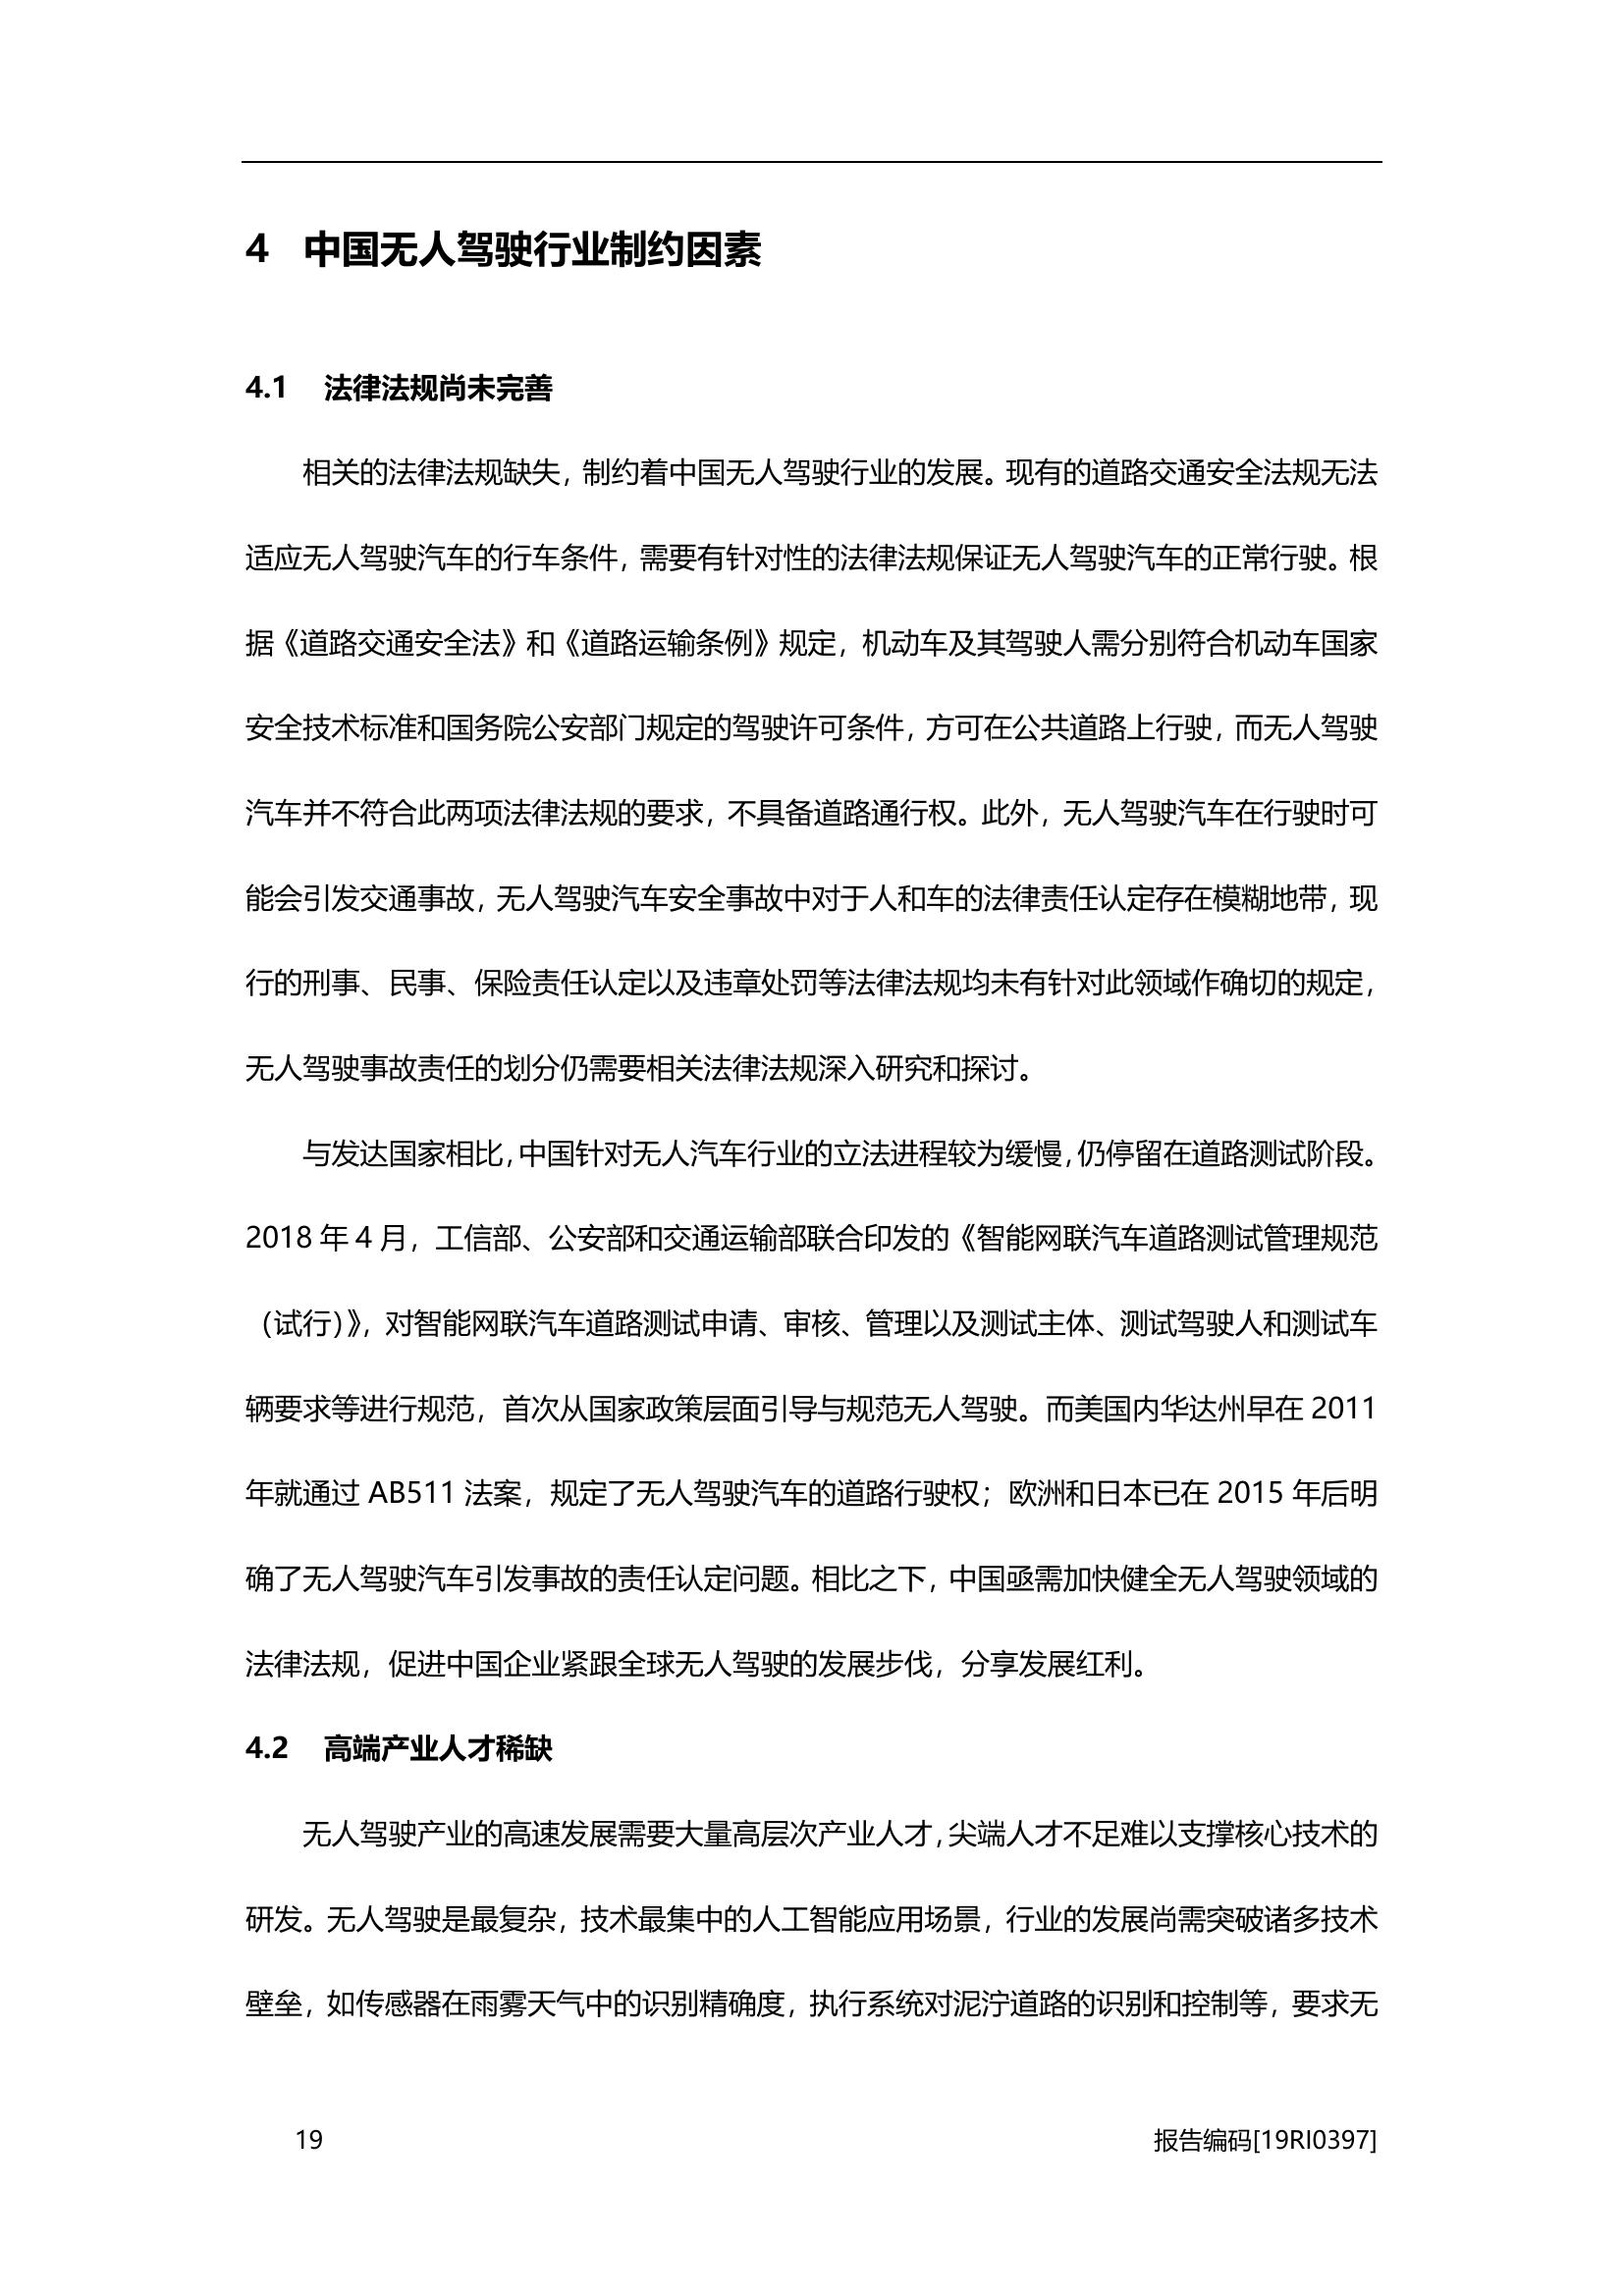 4 中国无人驾驶行业制约因素
4.1 法律法规尚未完善
相关的法律法规缺失，制约着中国无人驾驶行业的发展。现有的道路交通安全法规无法
适应无人驾驶汽车的行车条件，需要有针对性的法律法规保证无人驾驶汽车的正常行驶。根
据《道路交通安全法》和《道路运输条例》规定，机动车及其驾驶人需分别符合机动车国家
安全技术标准和国务院公安部门规定的驾驶许可条件，方可在公共道路上行驶，而无人驾驶
汽车并不符合此两项法律法规的要求，不具备道路通行权。此外，无人驾驶汽车在行驶时可
能会引发交通事故，无人驾驶汽车安全事故中对于人和车的法律责任认定存在模糊地带，现
行的刑事、民事、保险责任认定以及违章处罚等法律法规均未有针对此领域作确切的规定，
无人驾驶事故责任的划分仍需要相关法律法规深入研究和探讨。
与发达国家相比，中国针对无人汽车行业的立法进程较为缓慢，仍停留在道路测试阶段。
2018 年 4 月，工信部、公安部和交通运输部联合印发的《智能网联汽车道路测试管理规范
（试行）》，对智能网联汽车道路测试申请、审核、管理以及测试主体、测试驾驶人和测试车
辆要求等进行规范，首次从国家政策层面引导与规范无人驾驶。而美国内华达州早在 2011
年就通过 AB511 法案，规定了无人驾驶汽车的道路行驶权；欧洲和日本已在 2015 年后明
确了无人驾驶汽车引发事故的责任认定问题。相比之下，中国亟需加快健全无人驾驶领域的
法律法规，促进中国企业紧跟全球无人驾驶的发展步伐，分享发展红利。
4.2 高端产业人才稀缺
无人驾驶产业的高速发展需要大量高层次产业人才，尖端人才不足难以支撑核心技术的
研发。无人驾驶是最复杂，技术最集中的人工智能应用场景，行业的发展尚需突破诸多技术
壁垒，如传感器在雨雾天气中的识别精确度，执行系统对泥泞道路的识别和控制等，要求无
19 报告编码[19RI0397]